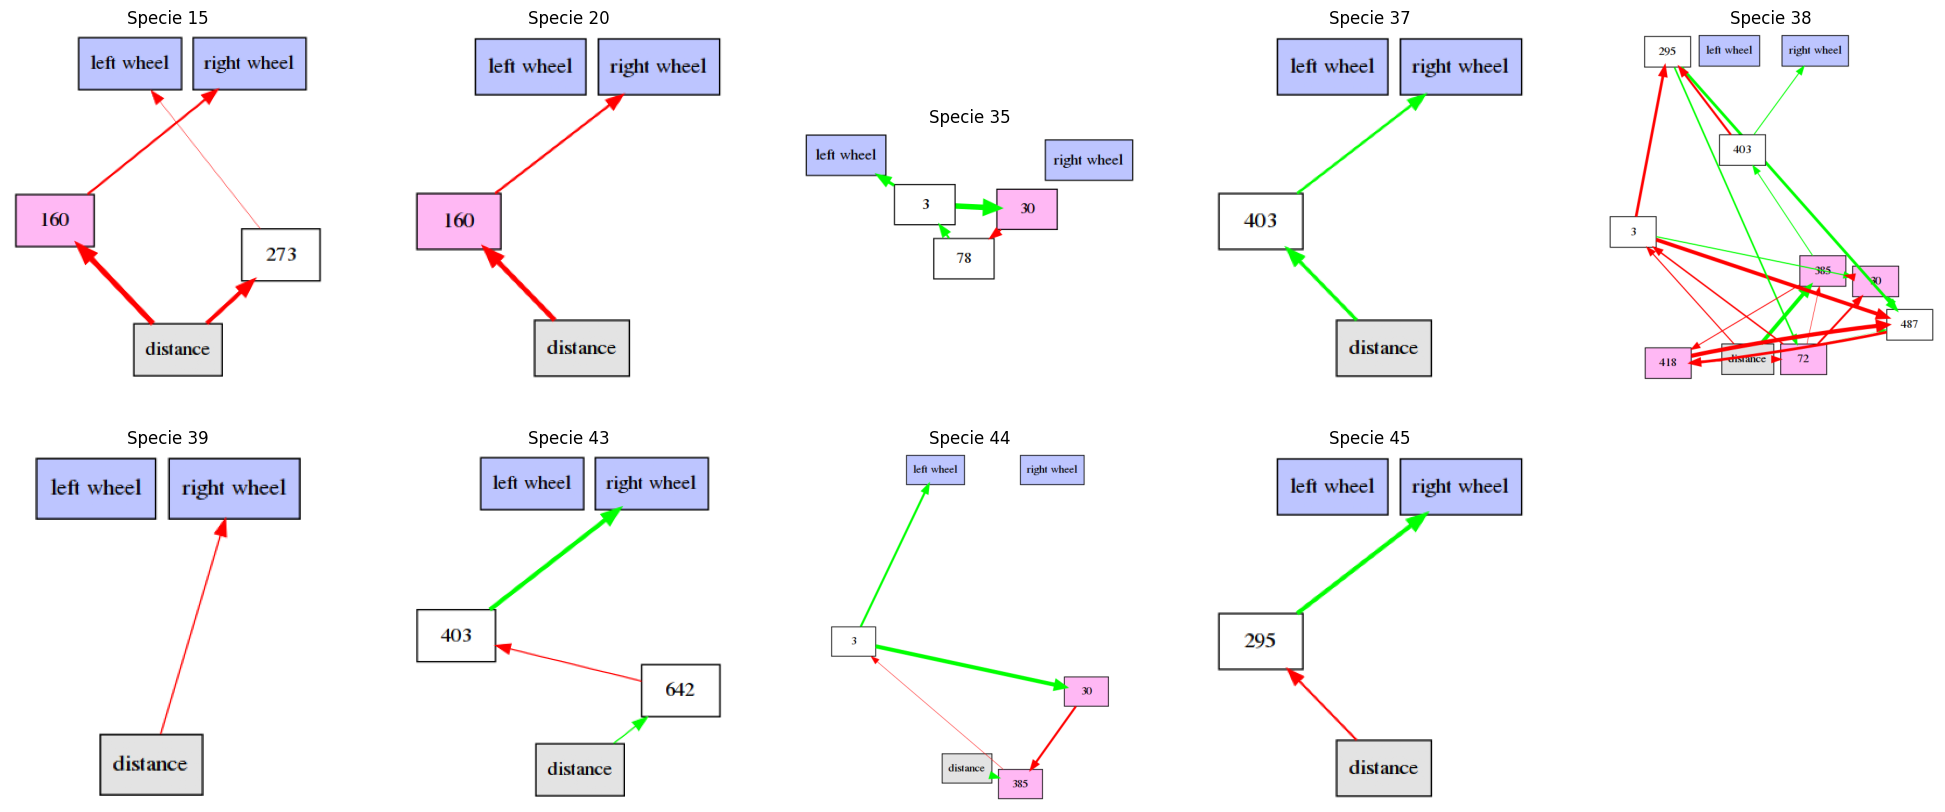 Specie 15
left wheel
right wheel
160
273
distance
Specie 20
left wheel
right wheel
160
distance
Specie 35
left wheel
right wheel
3
30
78
Specie 37
left wheel
right wheel
403
distance
Specie 38
295
left wheel
right wheel
403
3
385
30
487
418
distance
72
Specie 39
left wheel
right wheel
distance
Specie 43
left wheel
right wheel
403
642
distance
Specie 44
left wheel
right wheel
3
30
distance
385
Specie 45
left wheel
right wheel
295
distance